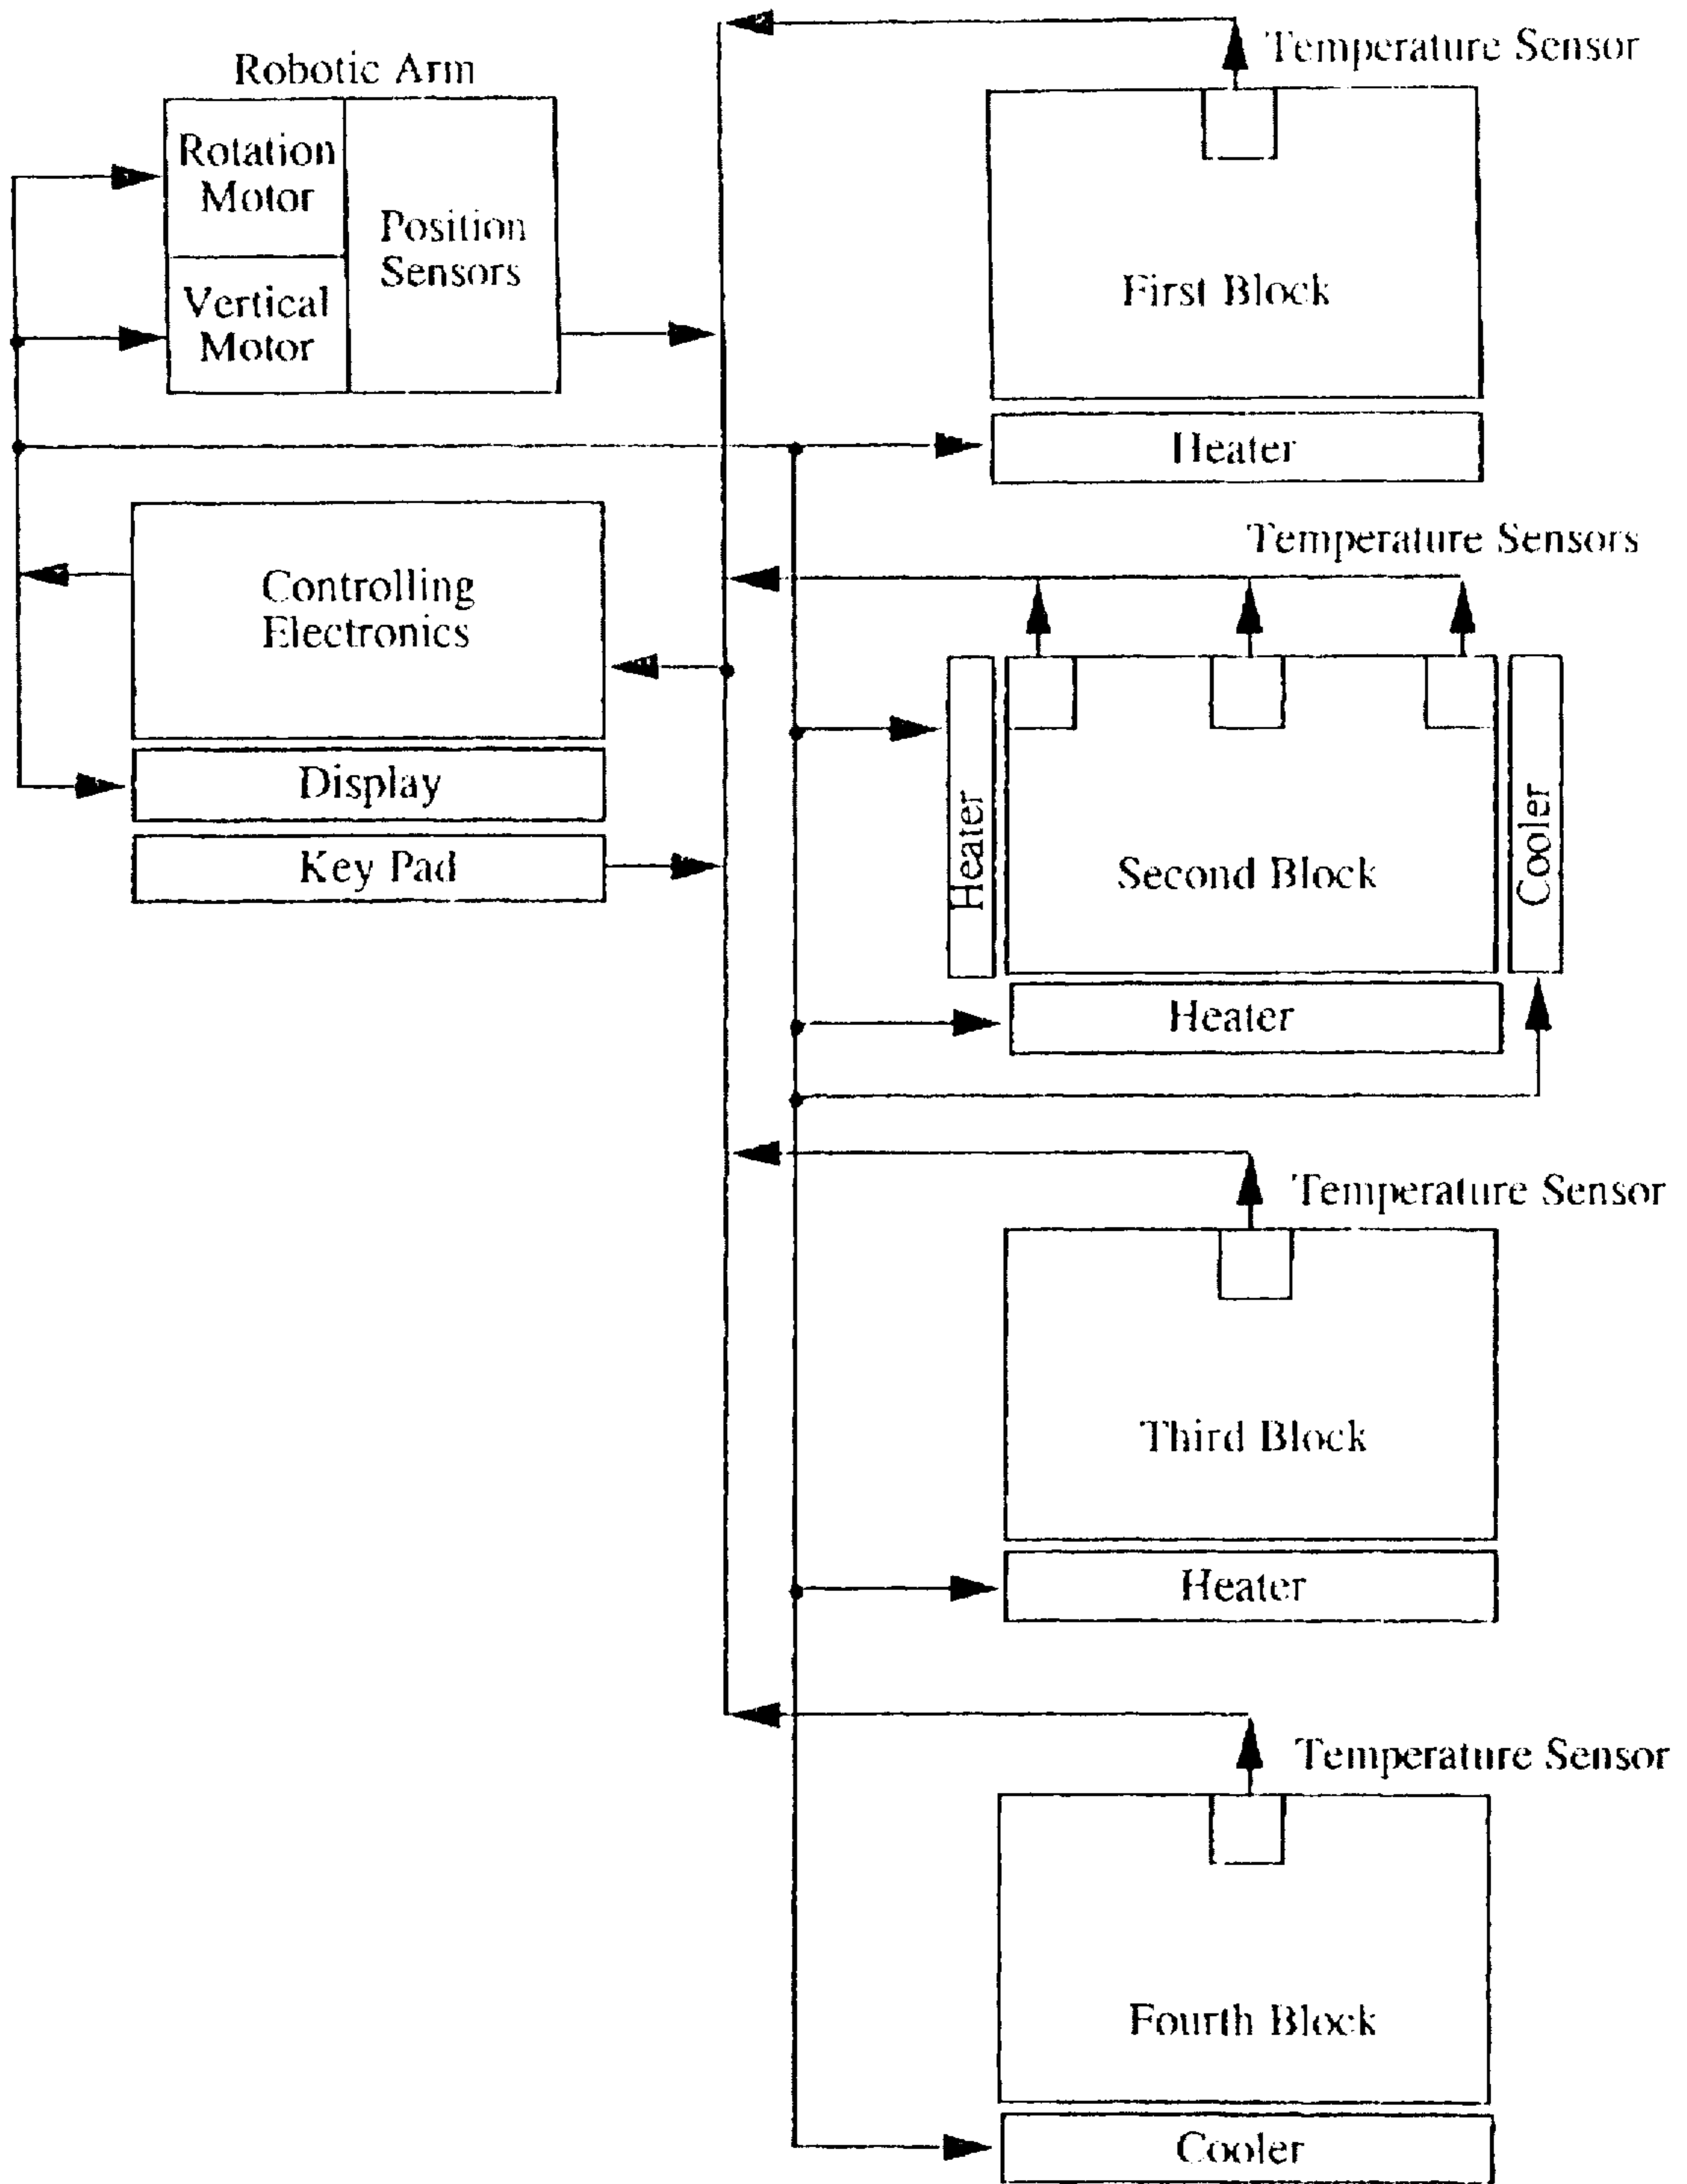 Robotic Arm
Rotation
Motor
Position
Sensors
Vertical
Motor
Controlling
Electronics
Display
Key Pad
Temperature Sensor
First Block
Heater
Temperature Sensors
Heater
Second Block
Cooler
Heater
Temperature Sensor
Third Block
Heater
Temperature Sensor
Fourth Block
Cooler